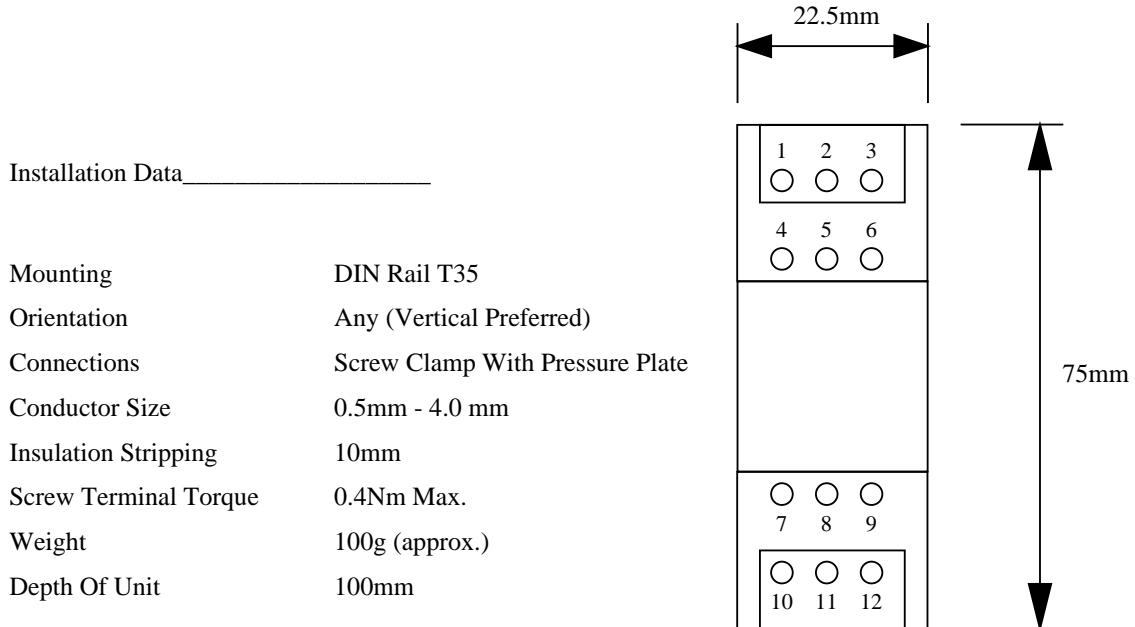 22.5mm
1 2 3
Installation Data___________________
4 5 6
Mounting DIN Rail T35
Orientation Any (Vertical Preferred)
Connections Screw Clamp With Pressure Plate
75mm
Conductor Size 0.5mm - 4.0 mm
Insulation Stripping 10mm
Screw Terminal Torque 0.4Nm Max.
7 8 9
Weight 100g (approx.)
Depth Of Unit 100mm
10 11 12